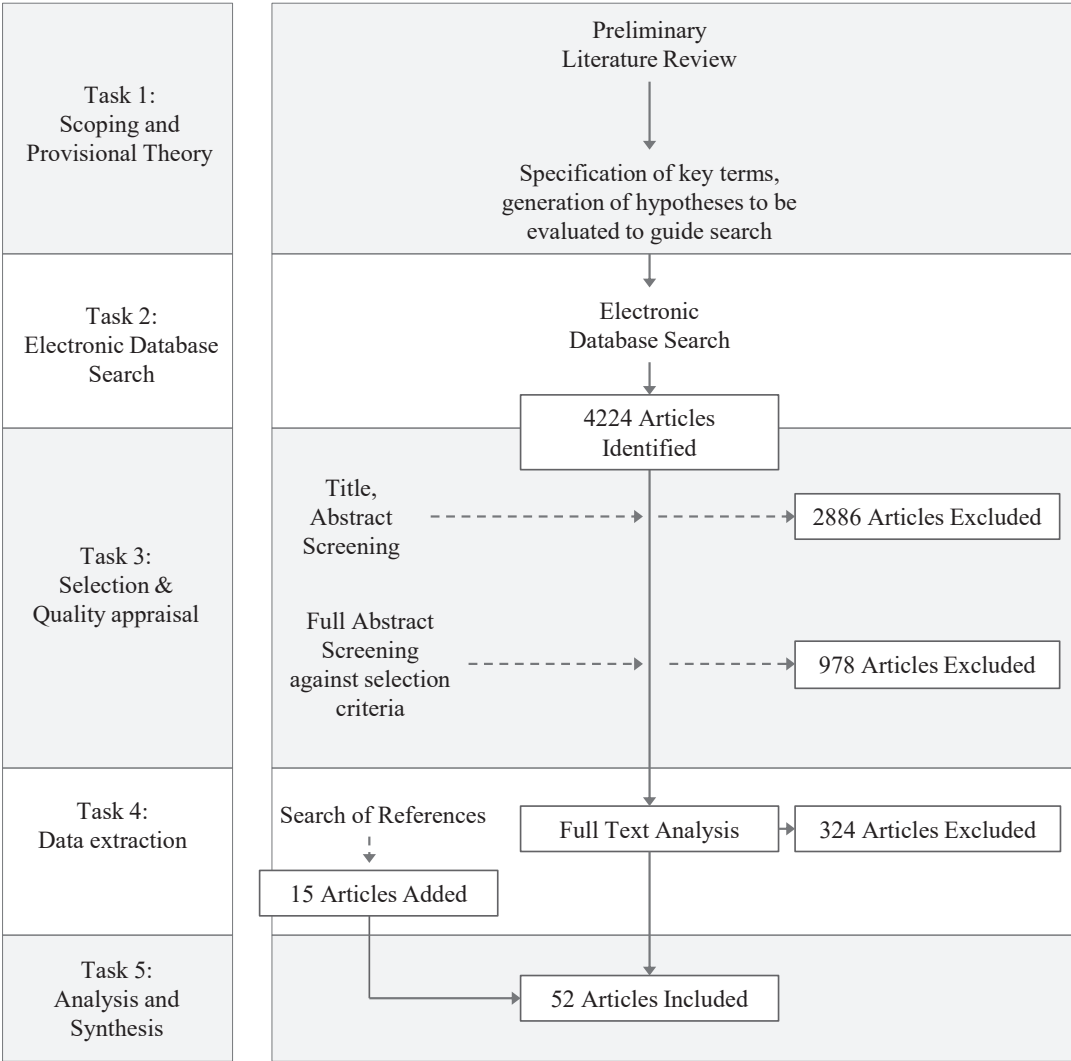 Task 1:
Scoping and
Provisional Theory
Preliminary
Literature Review
Specification of key terms,
generation of hypotheses to be
evaluated to guide search
Task 2:
Electronic Database
Search
Electronic
Database Search
4224 Articles
Identified
Task 3:
Selection &
Quality appraisal
Title,
Abstract
Screening
2886 Articles Excluded
Full Abstract
Screening
against selection
criteria
978 Articles Excluded
Task 4:
Data extraction
Search of References
15 Articles Added
Full Text Analysis
324 Articles Excluded
Task 5:
Analysis and
Synthesis
52 Articles Included